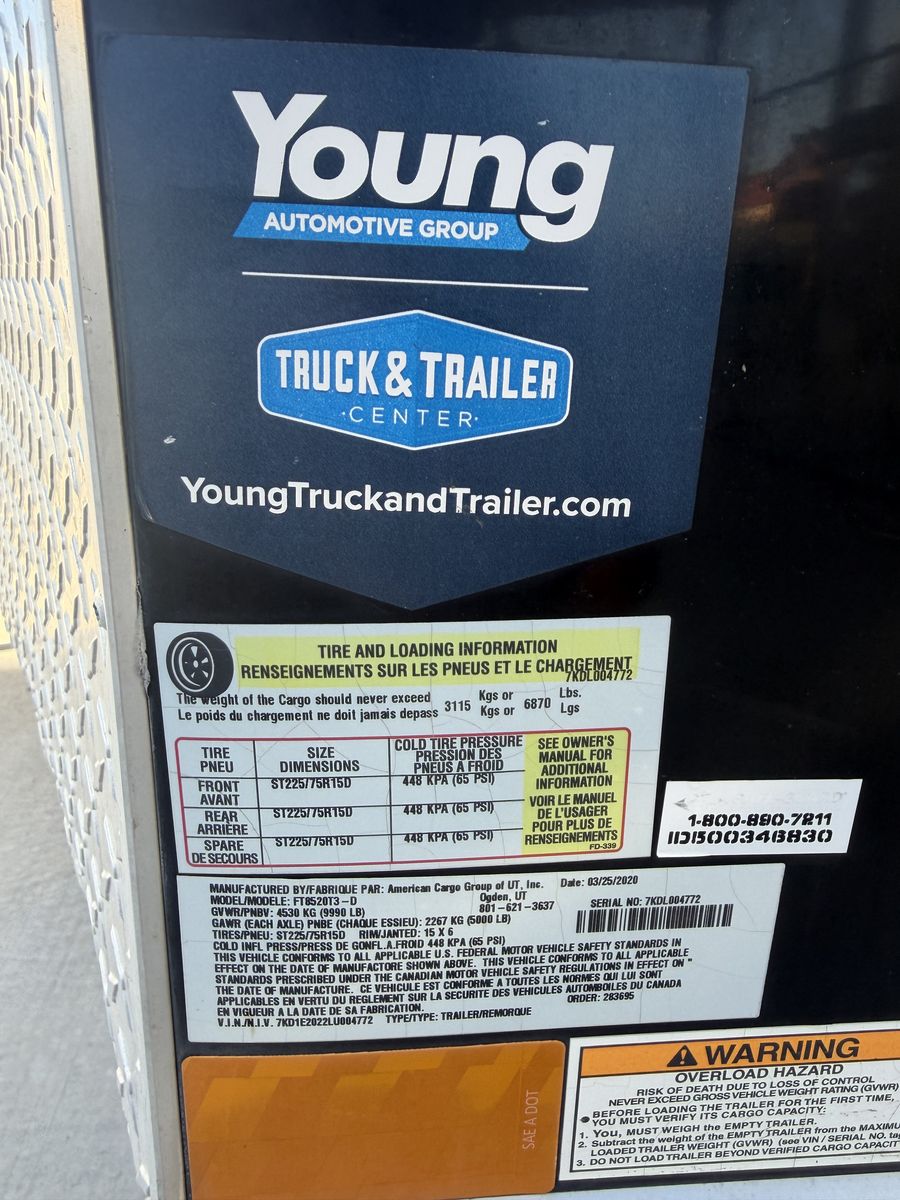 Young
AUTOMOTIVE GROUP
TRUCK & TRAILER
·CENTER·
YoungTruckandTrailer.com
TIRE AND LOADING INFORMATION
RENSEIGNEMENTS SUR LES PNEUS ET LE CHARGEMENT
7KDL004772
The weight of the Cargo should never exceed 3115 Kgs or 6870 Lbs.
Le poids du chargement ne doit jamais depass Kgs or Lgs
TIRE PNEU SIZE DIMENSIONS COLD TIRE PRESSURE PRESSION DES PNEUS A FROID
FRONT AVANT ST225/75R15D 448 KPA (65 PSI)
REAR ARRIÈRE ST225/75R15D 448 KPA (65 PSI)
SPARE DE SECOURS ST225/75R15D 448 KPA (65 PSI)
SEE OWNER'S
MANUAL FOR
ADDITIONAL
INFORMATION
VOIR LE MANUEL
DE L'USAGER
POUR PLUS DE
RENSEIGNEMENTS
FD-339
1-800-890-7211
IID500346830
MANUFACTURED BY/FABRIQUE PAR: American Cargo Group of UT, Inc. Date: 03/25/2020
MODEL/MODELE: FT8520T3-D Ogden, UT
GVWR/PNBV: 4530 KG (9990 LB) 801-621-3637 SERIAL NO: 7KDL004772
GAWR (EACH AXLE) PNBE (CHAQUE ESSIEU): 2267 KG (5000 LB)
TIRES/PNEU: ST225/75R15D RIM/JANTED: 15 X 6
COLD INFL PRESS/PRESS DE GONFL.A.FROID 448 KPA (65 PSI)
THIS VEHICLE CONFORMS TO ALL APPLICABLE U.S. FEDERAL MOTOR VEHICLE SAFETY STANDARDS IN
EFFECT ON THE DATE OF MANUFACTORE SHOWN ABOVE. THIS VEHICLE CONFORMS TO ALL APPLICABLE
STANDARDS PRESCRIBED UNDER THE CANADIAN MOTOR VEHICLE SAFETY REGULATIONS IN EFFECT ON "
THE DATE OF MANUFACTURE. CE VEHICULE EST CONFORME A TOUTES LES NORMES QUI LUI SONT
APPLICABLES EN VERTU DU REGLEMENT SUR LA SECURITE DES VEHICULES AUTOMBOILES DU CANADA
EN VIGUEUR A LA DATE DE SA FABRICATION. ORDER: 283695
V.I.N./N.I.V. 7KD1E2022LU004772 TYPE/TYPE: TRAILER/REMORQUE
SAE A DOT
WARNING
OVERLOAD HAZARD
RISK OF DEATH DUE TO LOSS OF CONTROL
NEVER EXCEED GROSS VEHICLE WEIGHT RATING (GVWR)
● BEFORE LOADING THE TRAILER FOR THE FIRST TIME,
YOU MUST VERIFY ITS CARGO CAPACITY:
1. You, MUST WEIGH the EMPTY TRAILER.
2. Subtract the weight of the EMPTY TRAILER from the MAXIMU
LOADED TRAILER WEIGHT (GVWR) (see VIN / SERIAL NO. ta
3. DO NOT LOAD TRAILER BEYOND VERIFIED CARGO CAPACIT